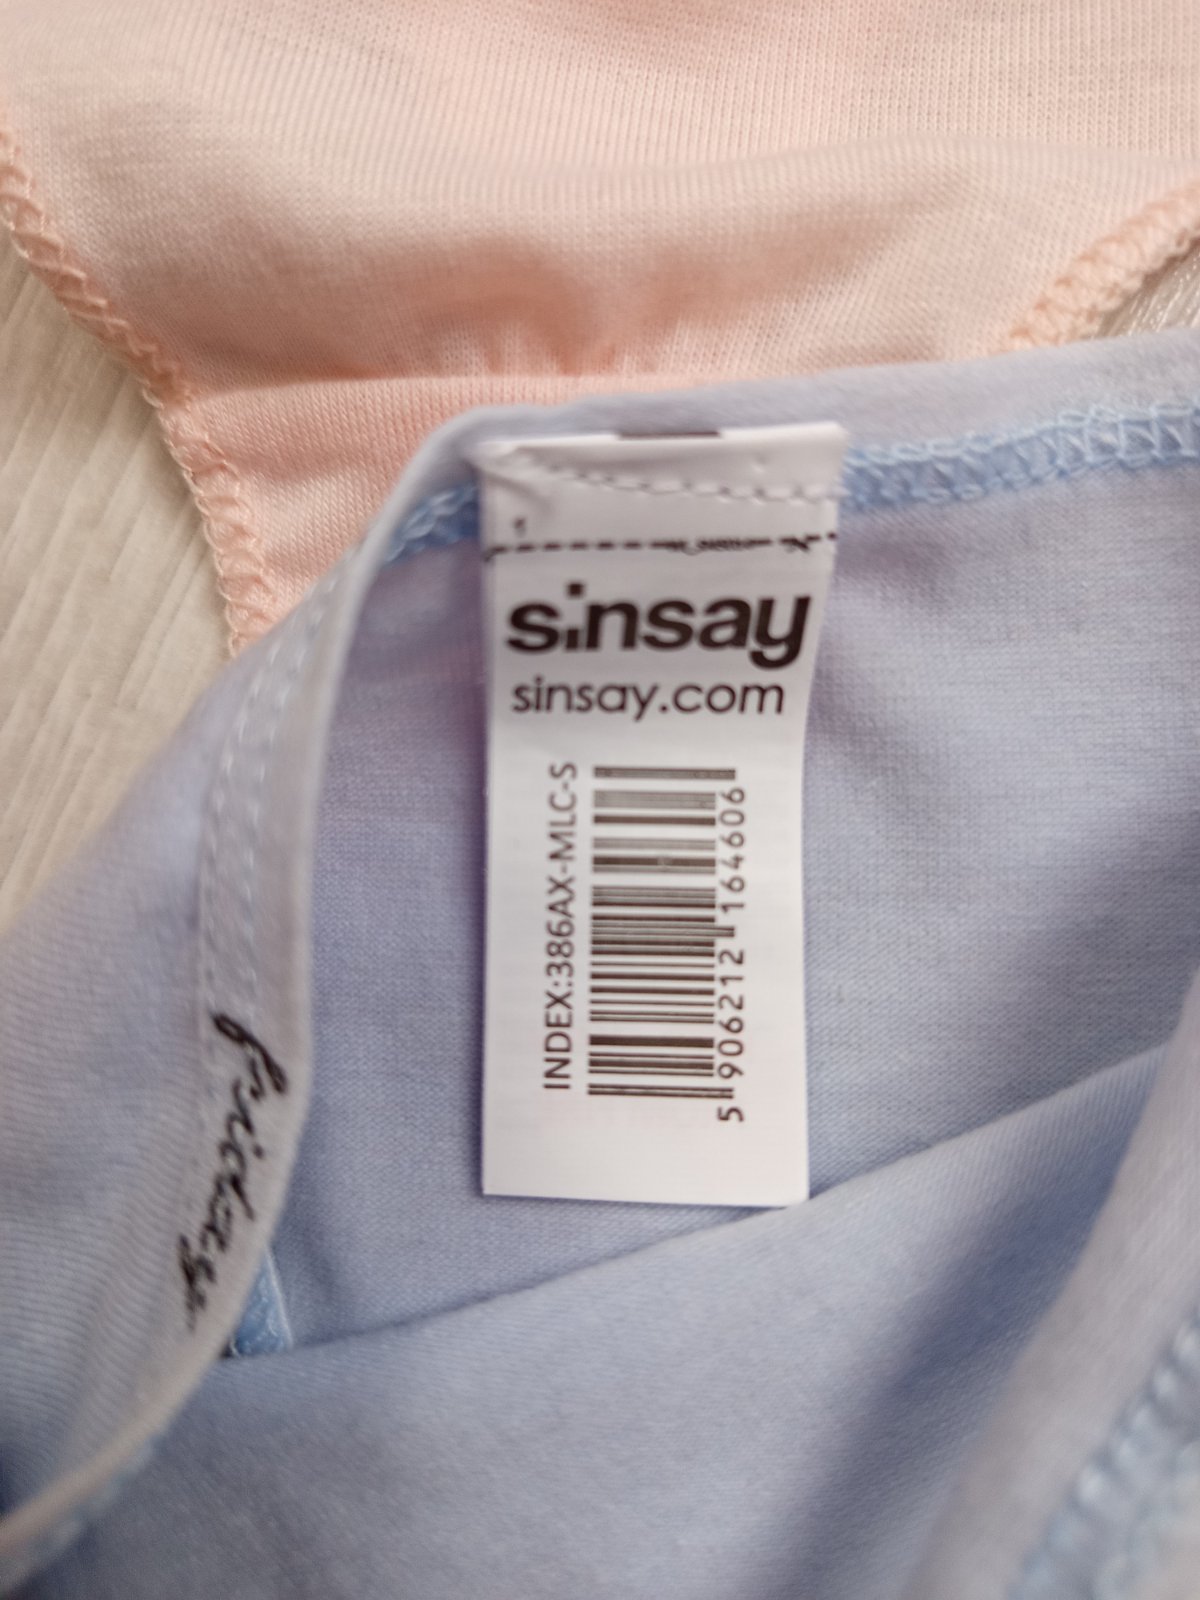 sinsay
sinsay.com
INDEX:386AX-MLC-S
5 906212 164606
friday